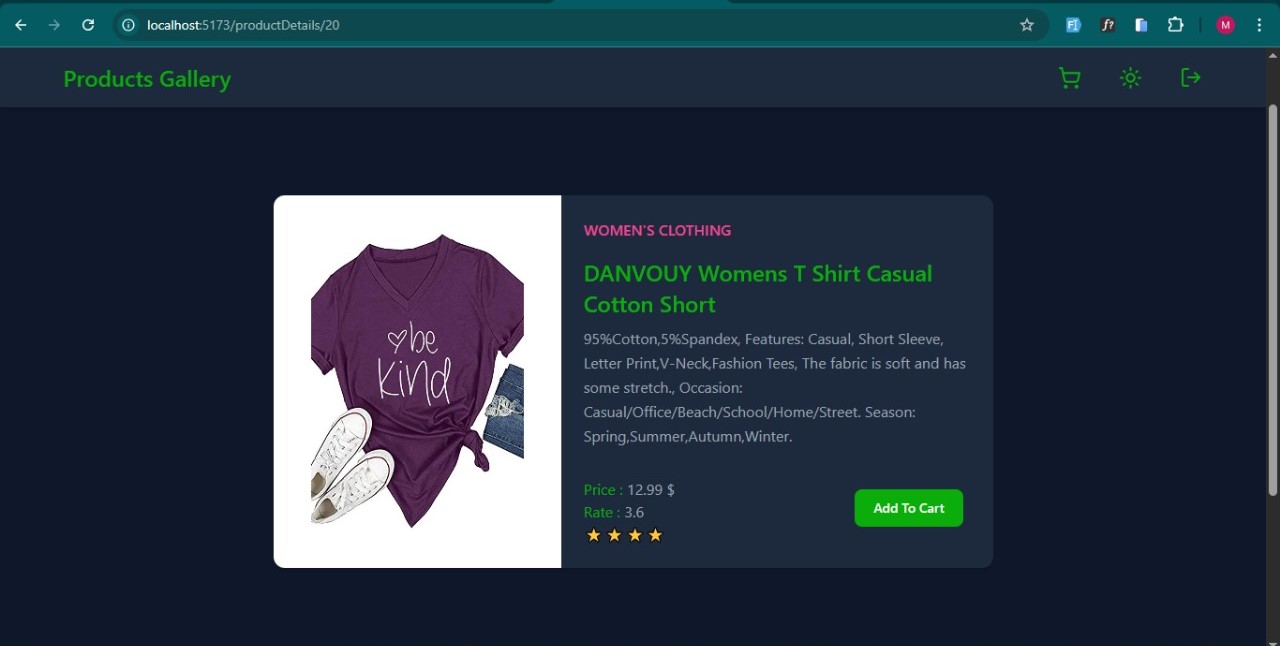 localhost:5173/productDetails/20
M
Products Gallery
WOMEN'S CLOTHING
DANVOUY Womens T Shirt Casual
Cotton Short
95%Cotton,5%Spandex, Features: Casual, Short Sleeve,
Letter Print,V-Neck,Fashion Tees, The fabric is soft and has
some stretch., Occasion:
Casual/Office/Beach/School/Home/Street. Season:
Spring,Summer,Autumn,Winter.
be
kind
Price : 12.99 $
Rate : 3.6
Add To Cart